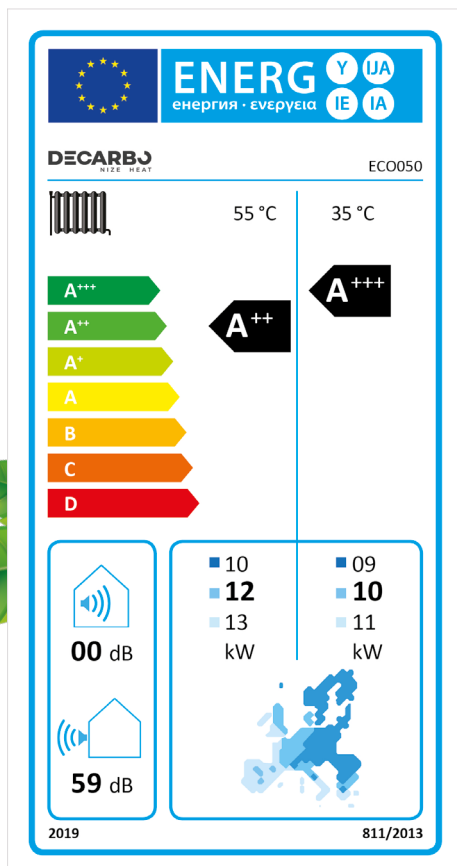 ENERG Y IJA
енергия · ενεργεια IE IA
DECARBO
NIZE HEAT
ECO050
55 °C 35 °C
A+++
A++
A+
A
B
C
D
A++
A+++
00 dB
59 dB
10
12
13
kW
09
10
11
kW
2019
811/2013